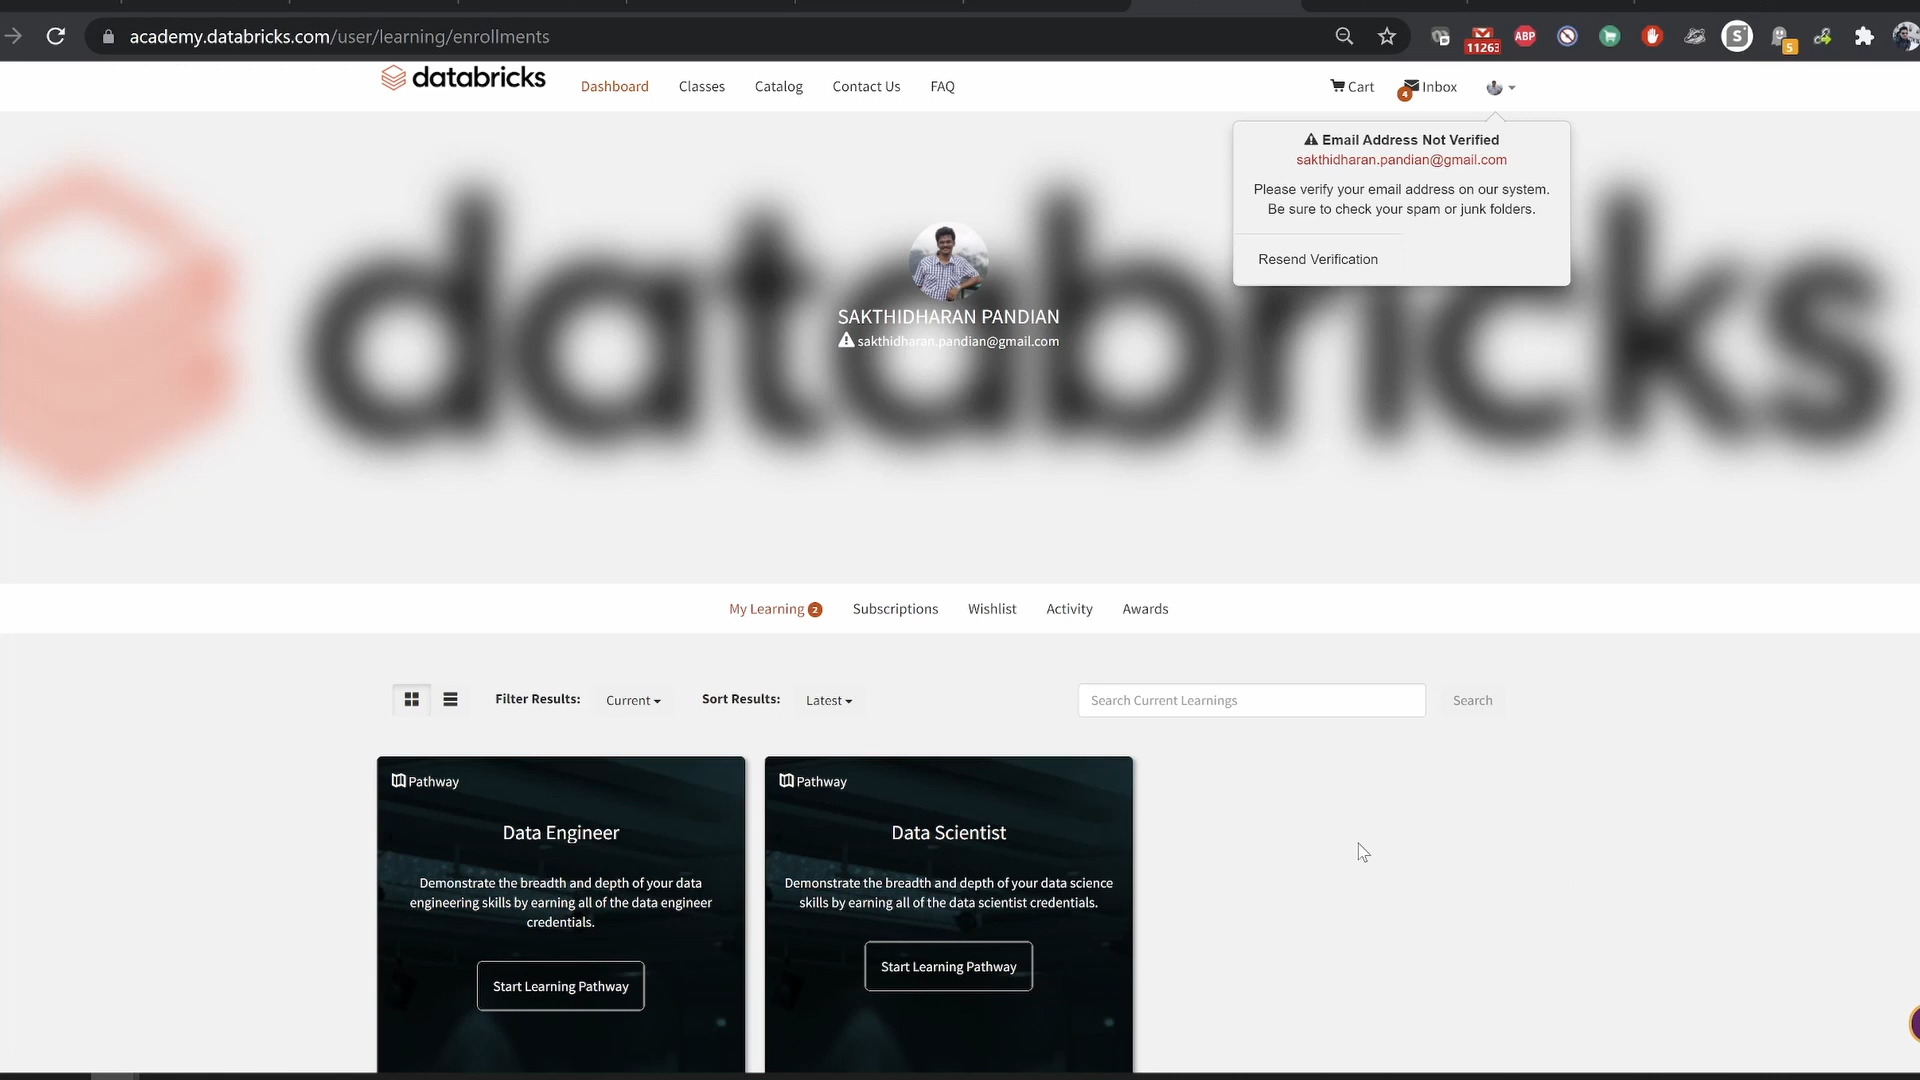 academy.databricks.com/user/learning/enrollments
11263
ABP
S
5
databricks
Dashboard
Classes
Catalog
Contact Us
FAQ
Cart
4
Inbox
Email Address Not Verified
sakthidharan.pandian@gmail.com
Please verify your email address on our system.
Be sure to check your spam or junk folders.
Resend Verification
databricks
SAKTHIDHARAN PANDIAN
sakthidharan.pandian@gmail.com
My Learning 2
Subscriptions
Wishlist
Activity
Awards
Filter Results:
Current
Sort Results:
Latest
Search Current Learnings
Search
Pathway
Data Engineer
Demonstrate the breadth and depth of your data
engineering skills by earning all of the data engineer
credentials.
Start Learning Pathway
Pathway
Data Scientist
Demonstrate the breadth and depth of your data science
skills by earning all of the data scientist credentials.
Start Learning Pathway